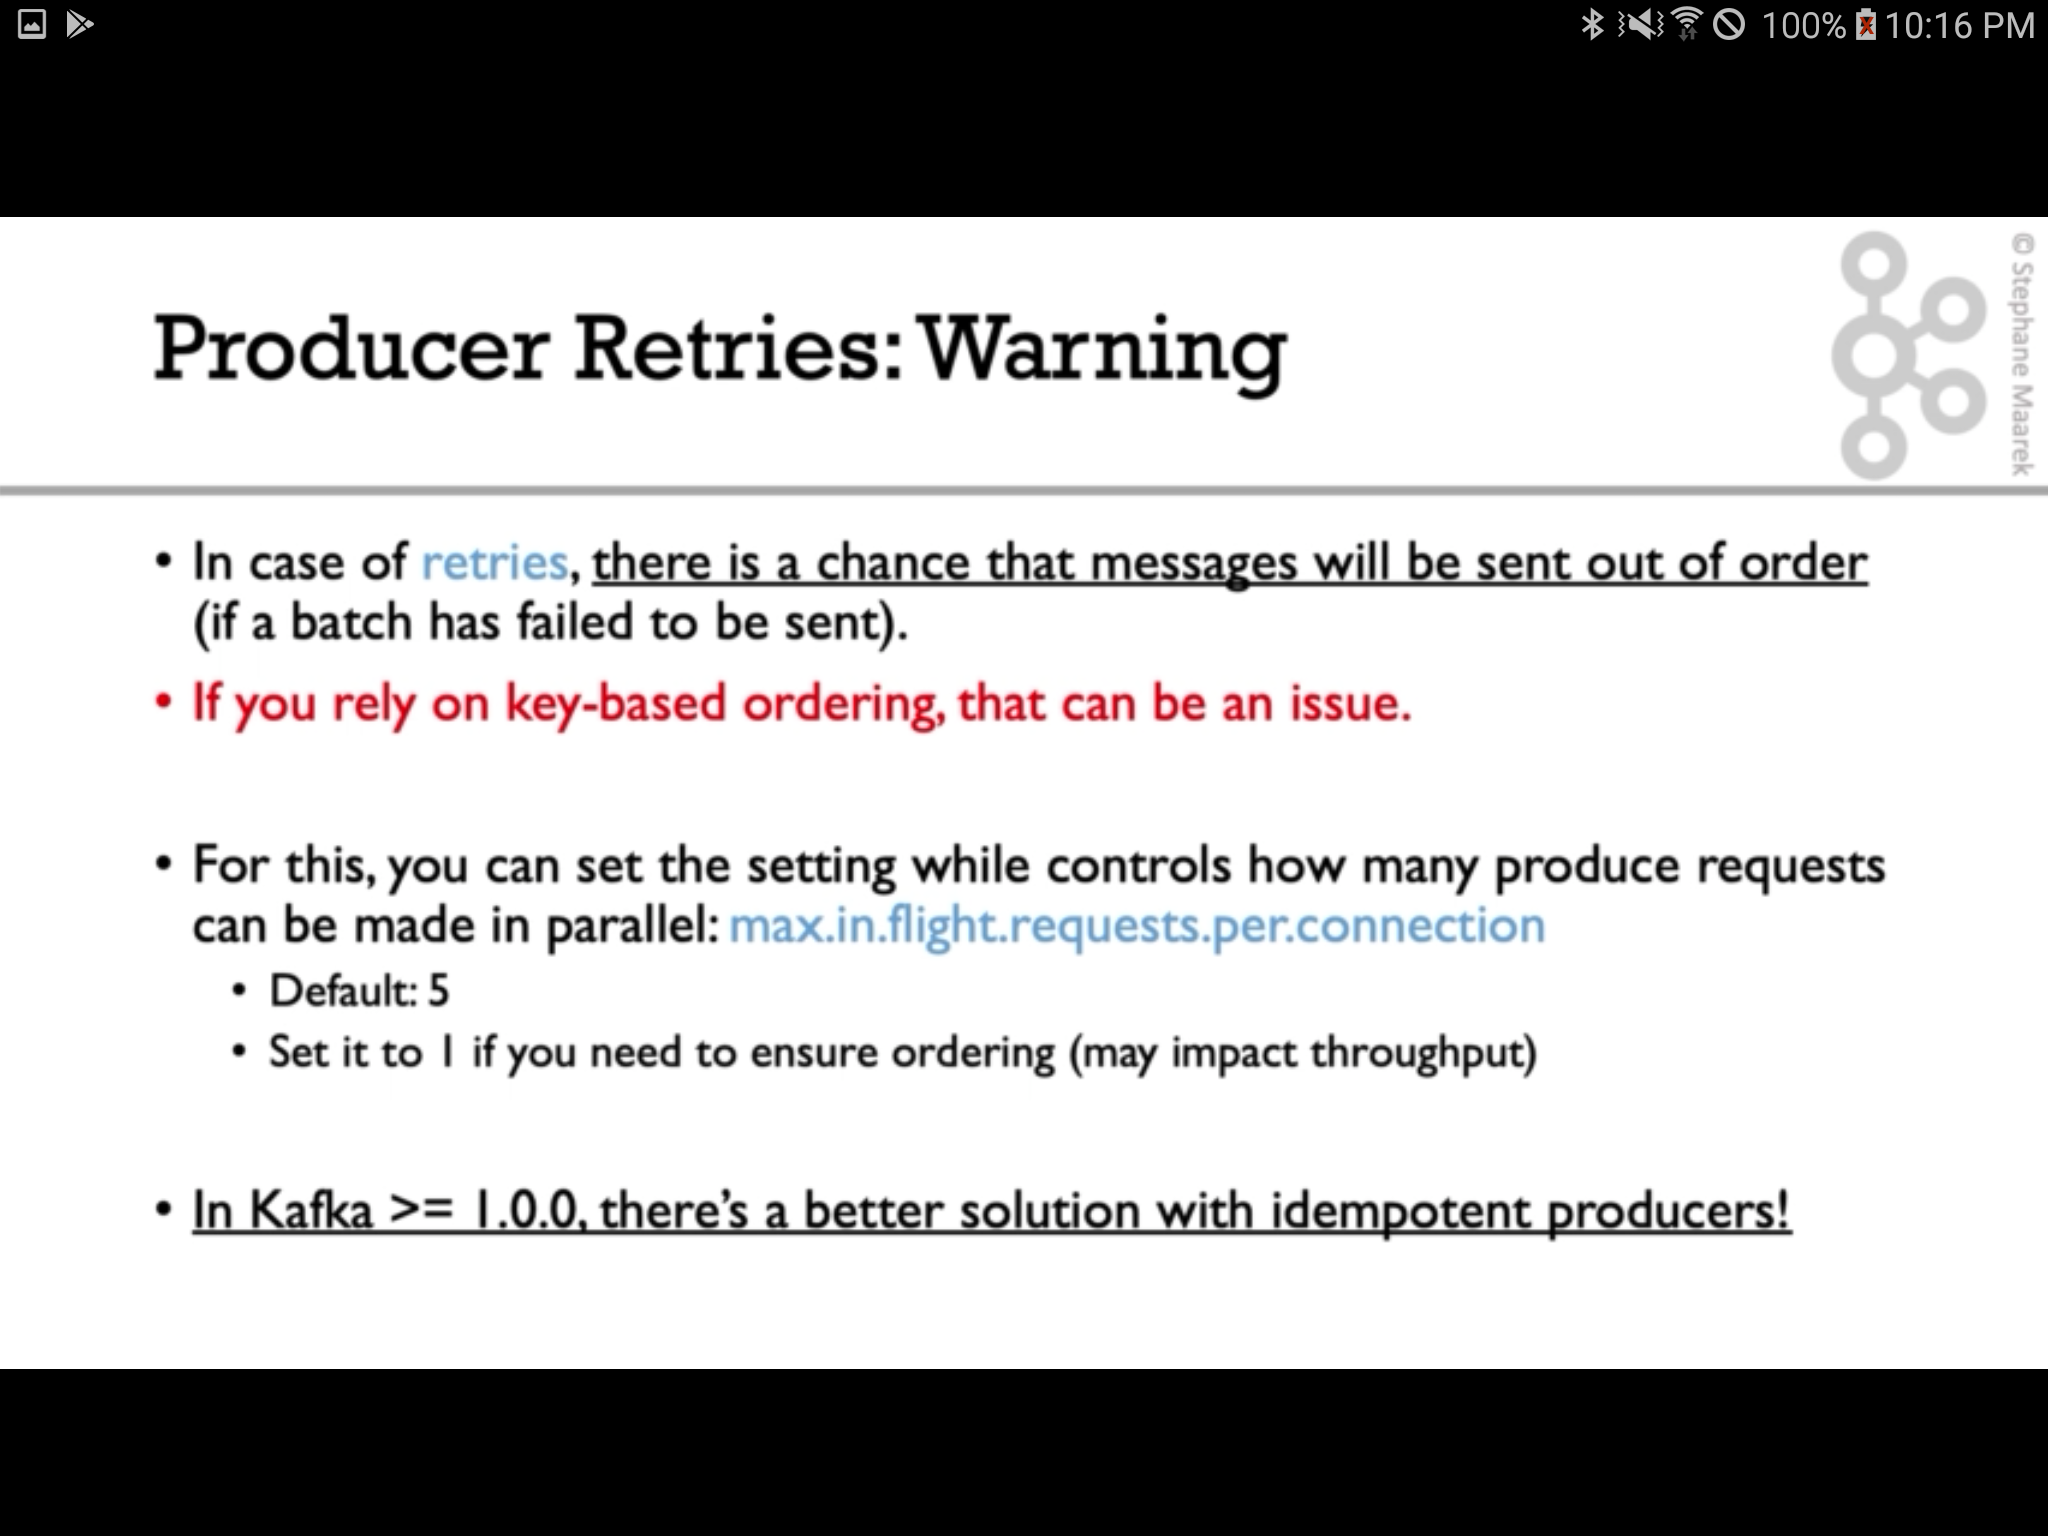 100% 10:16 PM
© Stephane Maarek
Producer Retries: Warning
• In case of retries, there is a chance that messages will be sent out of order
(if a batch has failed to be sent).
• If you rely on key-based ordering, that can be an issue.
• For this, you can set the setting while controls how many produce requests
can be made in parallel: max.in.flight.requests.per.connection
• Default: 5
• Set it to 1 if you need to ensure ordering (may impact throughput)
• In Kafka >= 1.0.0, there’s a better solution with idempotent producers!